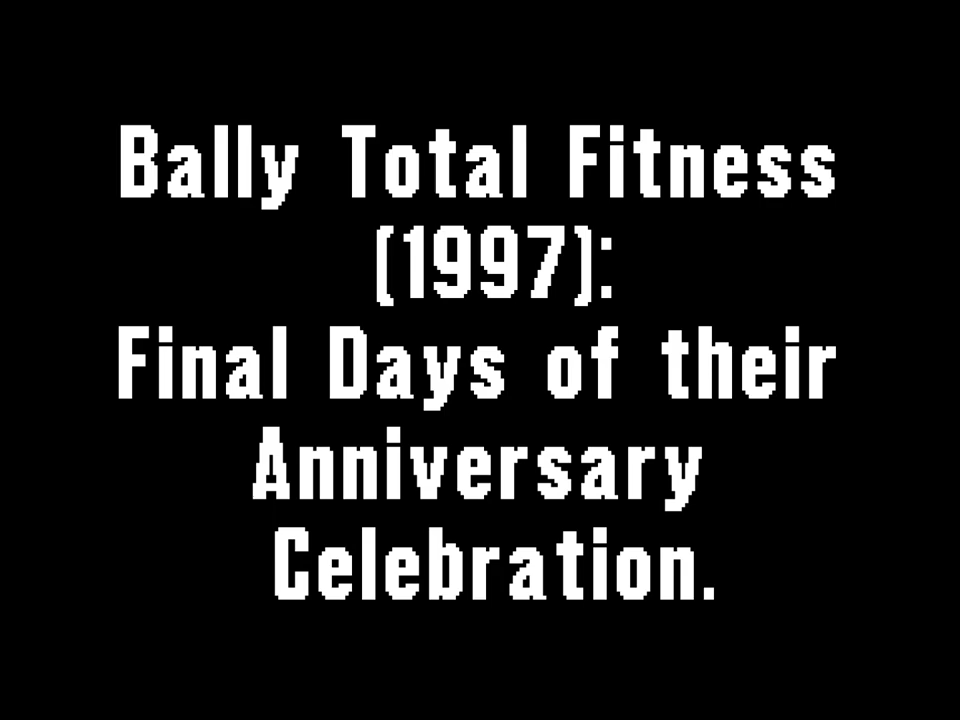 Bally Total Fitness
(1997):
Final Days of their
Anniversary
Celebration.